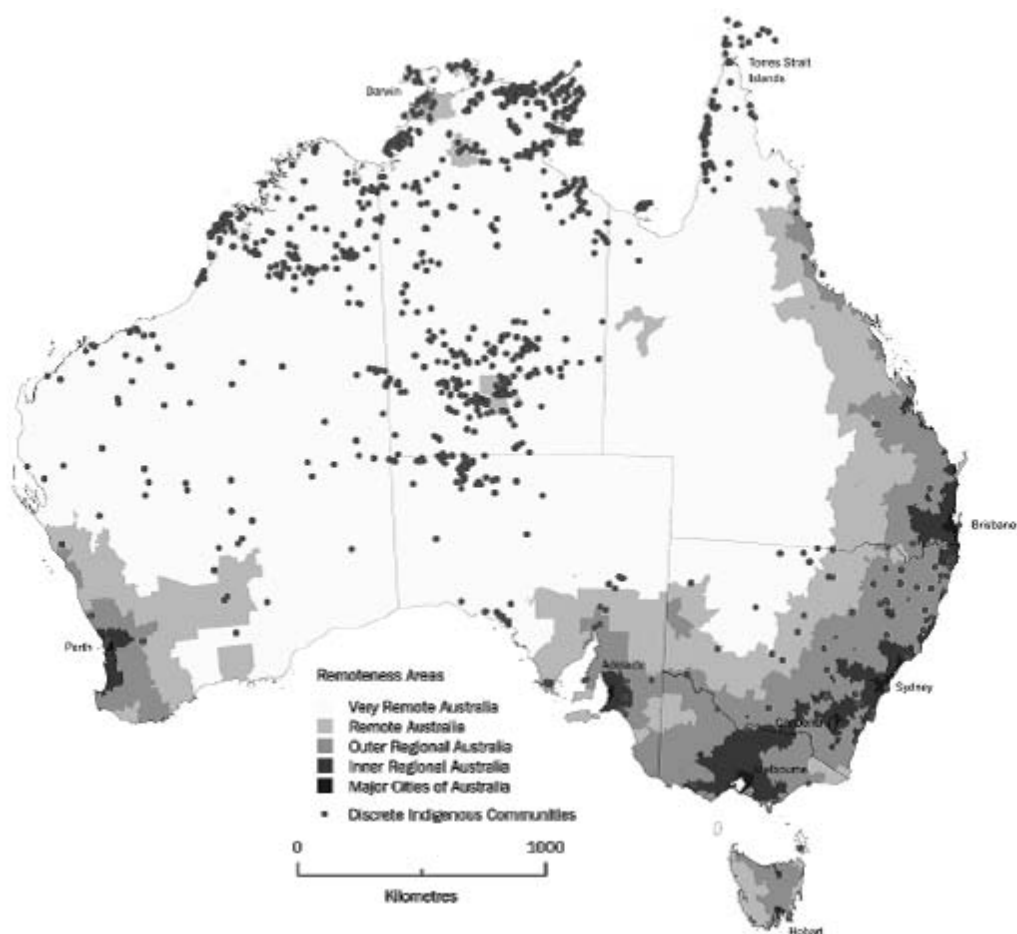 Torres Strait
Islands
Darwin
Brisbane
Perth
Adelaide
Sydney
Canberra
Melbourne
Hobart
Remoteness Areas
Very Remote Australia
Remote Australia
Outer Regional Australia
Inner Regional Australia
Major Cities of Australia
Discrete Indigenous Communities
0
1000
Kilometres